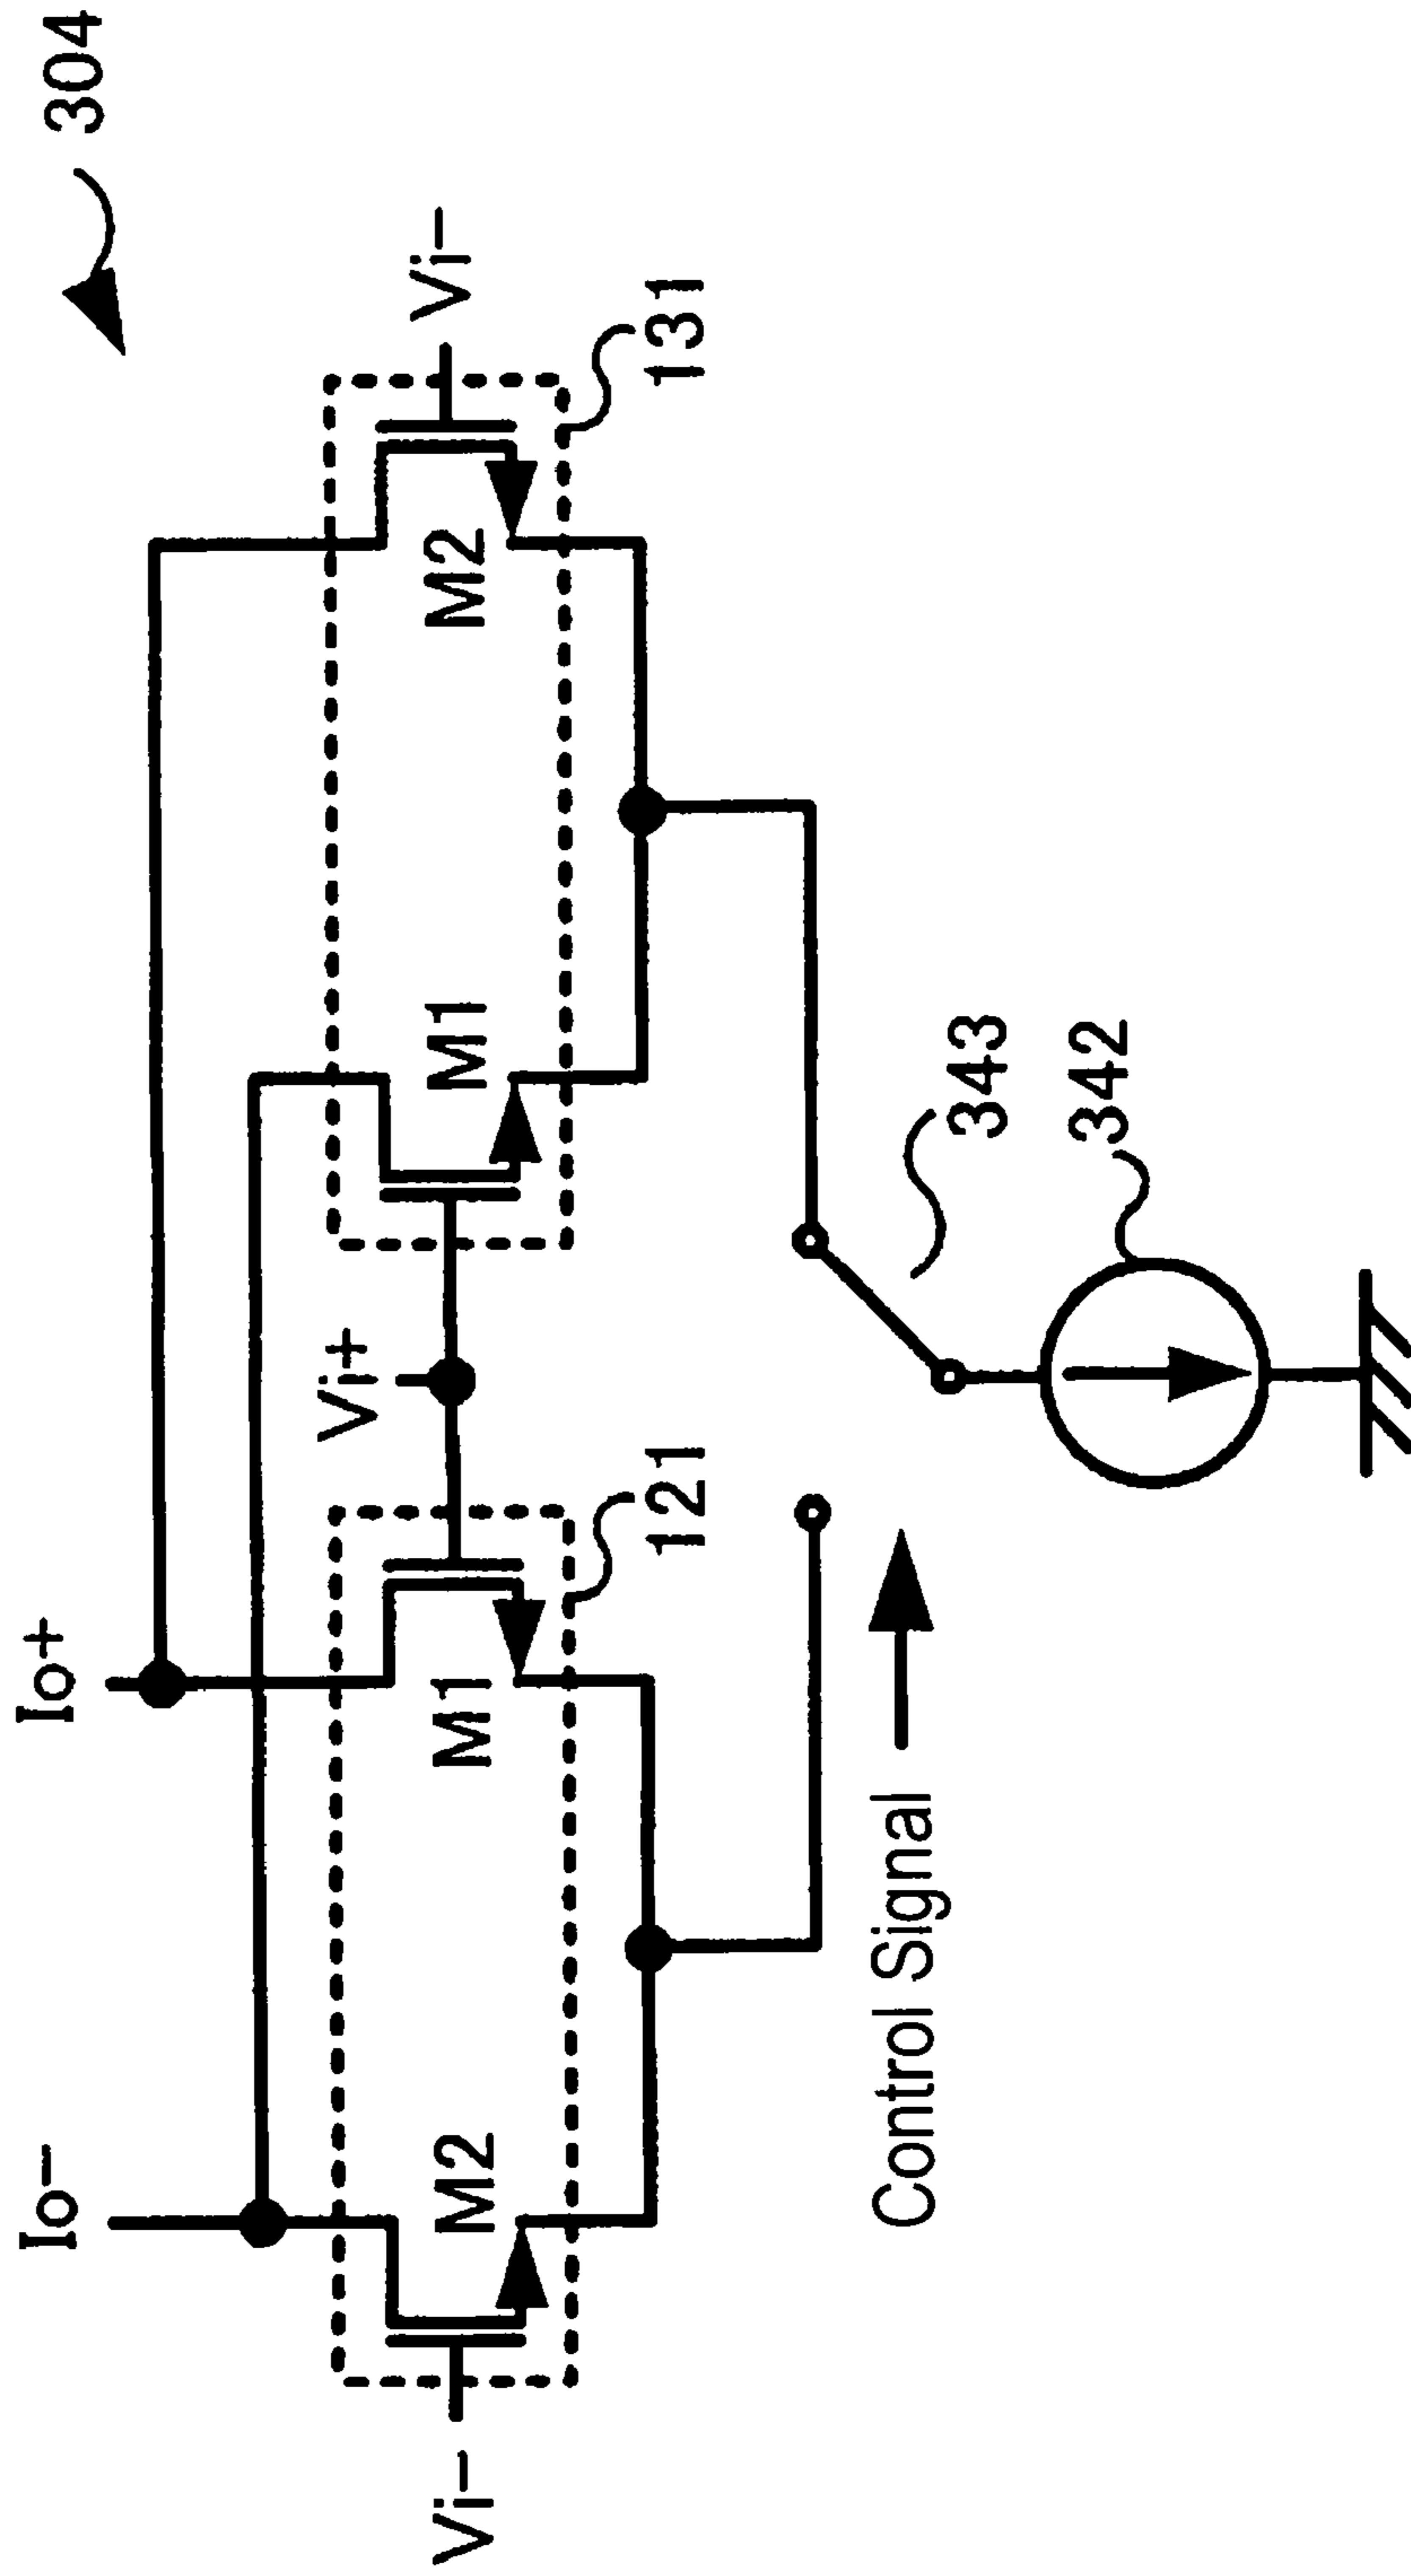 304
Io−
Io+
Vi+
Vi−
M2
M1
M1
M2
Vi−
121
131
Control Signal
343
342